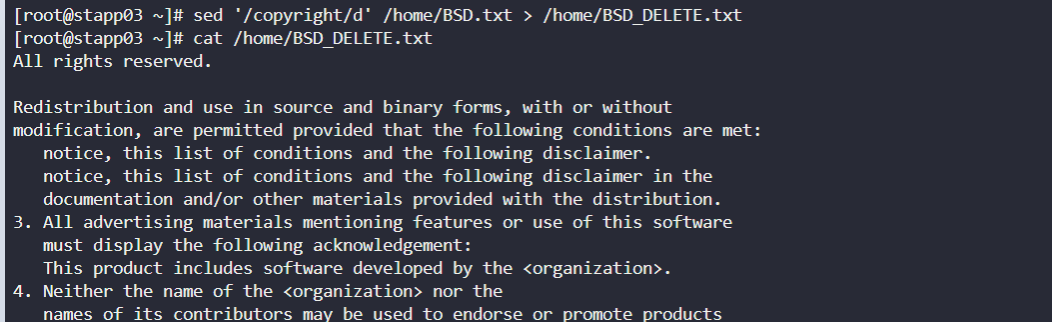 [root@stapp03 ~]# sed '/copyright/d' /home/BSD.txt > /home/BSD_DELETE.txt
[root@stapp03 ~]# cat /home/BSD_DELETE.txt
All rights reserved.

Redistribution and use in source and binary forms, with or without
modification, are permitted provided that the following conditions are met:
   notice, this list of conditions and the following disclaimer.
   notice, this list of conditions and the following disclaimer in the
   documentation and/or other materials provided with the distribution.
3. All advertising materials mentioning features or use of this software
   must display the following acknowledgement:
   This product includes software developed by the <organization>.
4. Neither the name of the <organization> nor the
   names of its contributors may be used to endorse or promote products